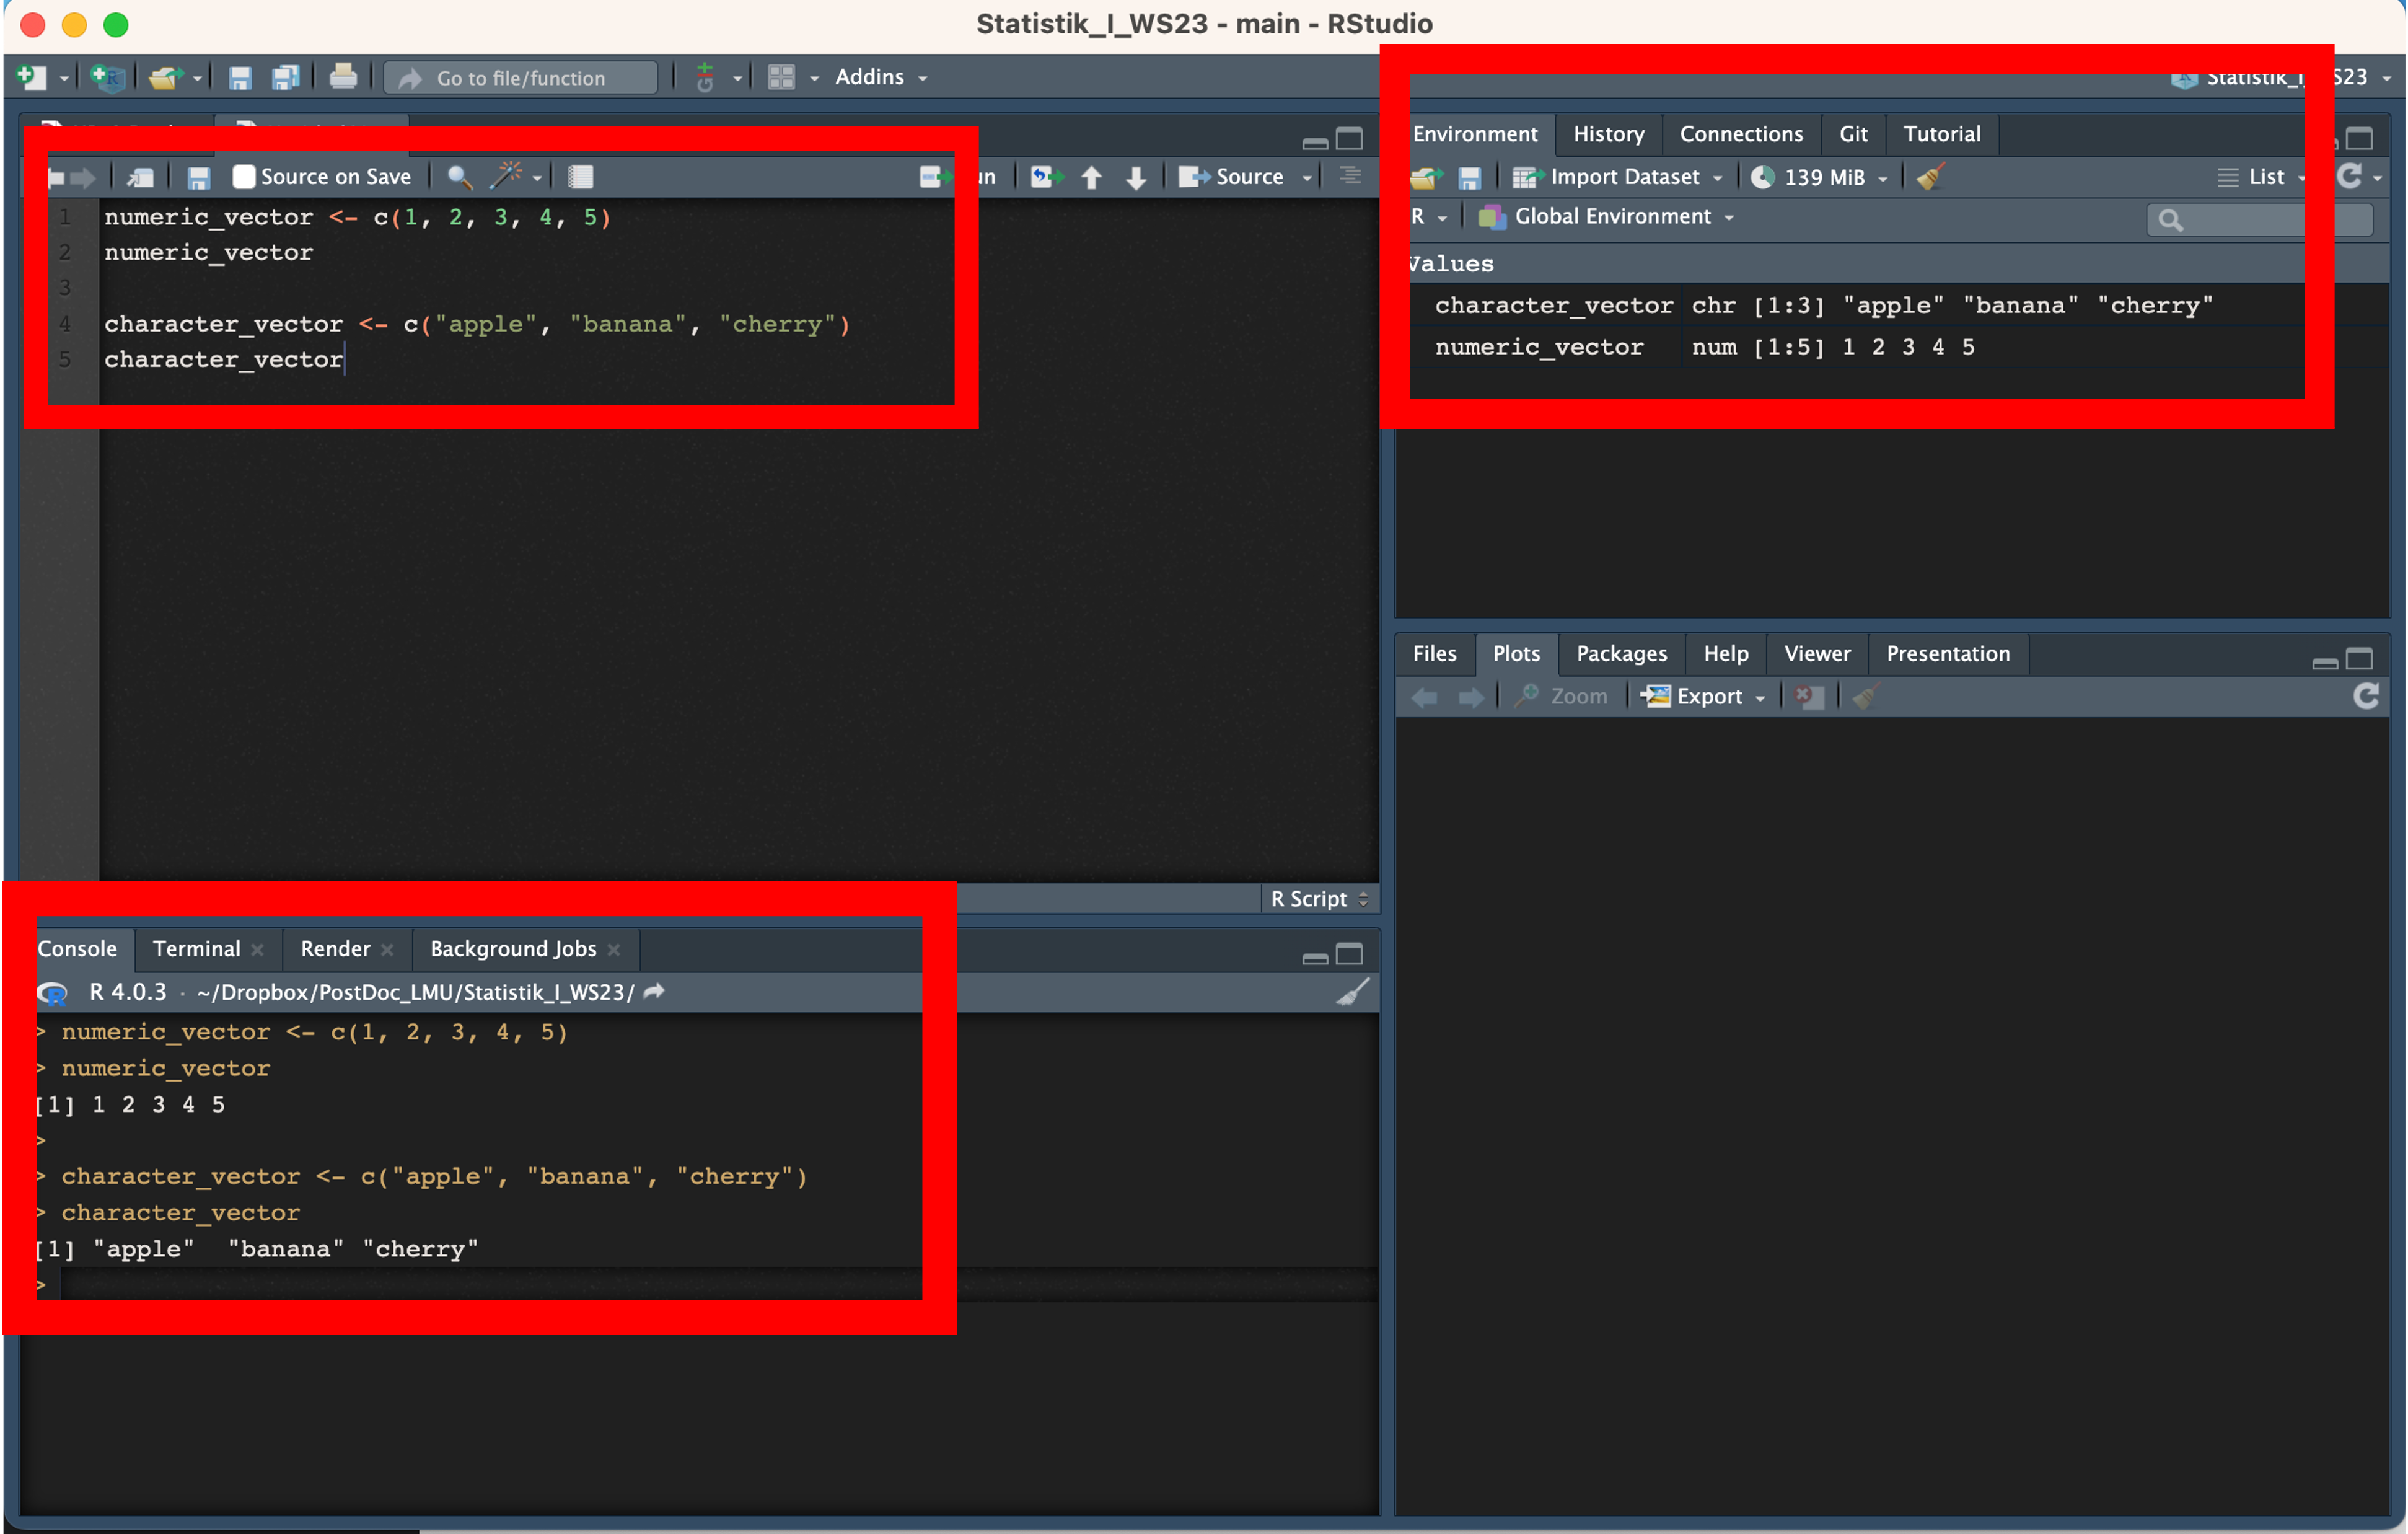 Statistik_I_WS23 - main - RStudio
Go to file/function
Addins
Source on Save
Source
1 numeric_vector <- c(1, 2, 3, 4, 5)
2 numeric_vector
3
4 character_vector <- c("apple", "banana", "cherry")
5 character_vector
R Script
Console Terminal Render Background Jobs
R 4.0.3 · ~/Dropbox/PostDoc_LMU/Statistik_I_WS23/
> numeric_vector <- c(1, 2, 3, 4, 5)
> numeric_vector
[1] 1 2 3 4 5
>
> character_vector <- c("apple", "banana", "cherry")
> character_vector
[1] "apple"  "banana" "cherry"
>
Environment History Connections Git Tutorial
Import Dataset 139 MiB List
R Global Environment
Values
character_vector chr [1:3] "apple" "banana" "cherry"
numeric_vector num [1:5] 1 2 3 4 5
Files Plots Packages Help Viewer Presentation
Zoom Export